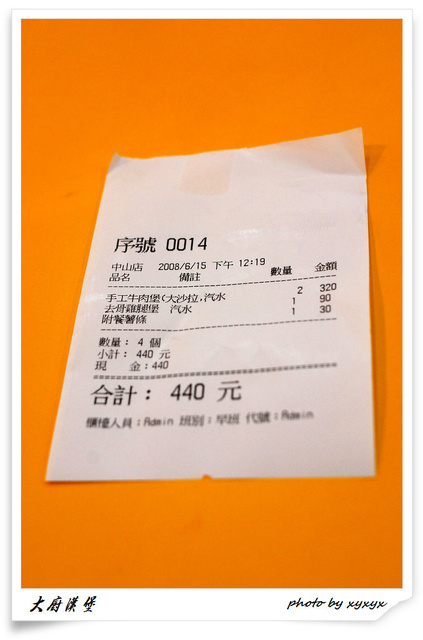 序號 0014
中山店 2008/6/15 下午 12:19
品名 備註 數量 金額
手工牛肉堡(大沙拉,汽水 2 320
去骨雞腿堡 汽水 1 90
附餐薯條 1 30
數量: 4 個
小計: 440 元
現 金:440
合計: 440 元
櫃檯人員:Admin 班別:早班 代號:Admin
大廚漢堡
photo by xyxyx